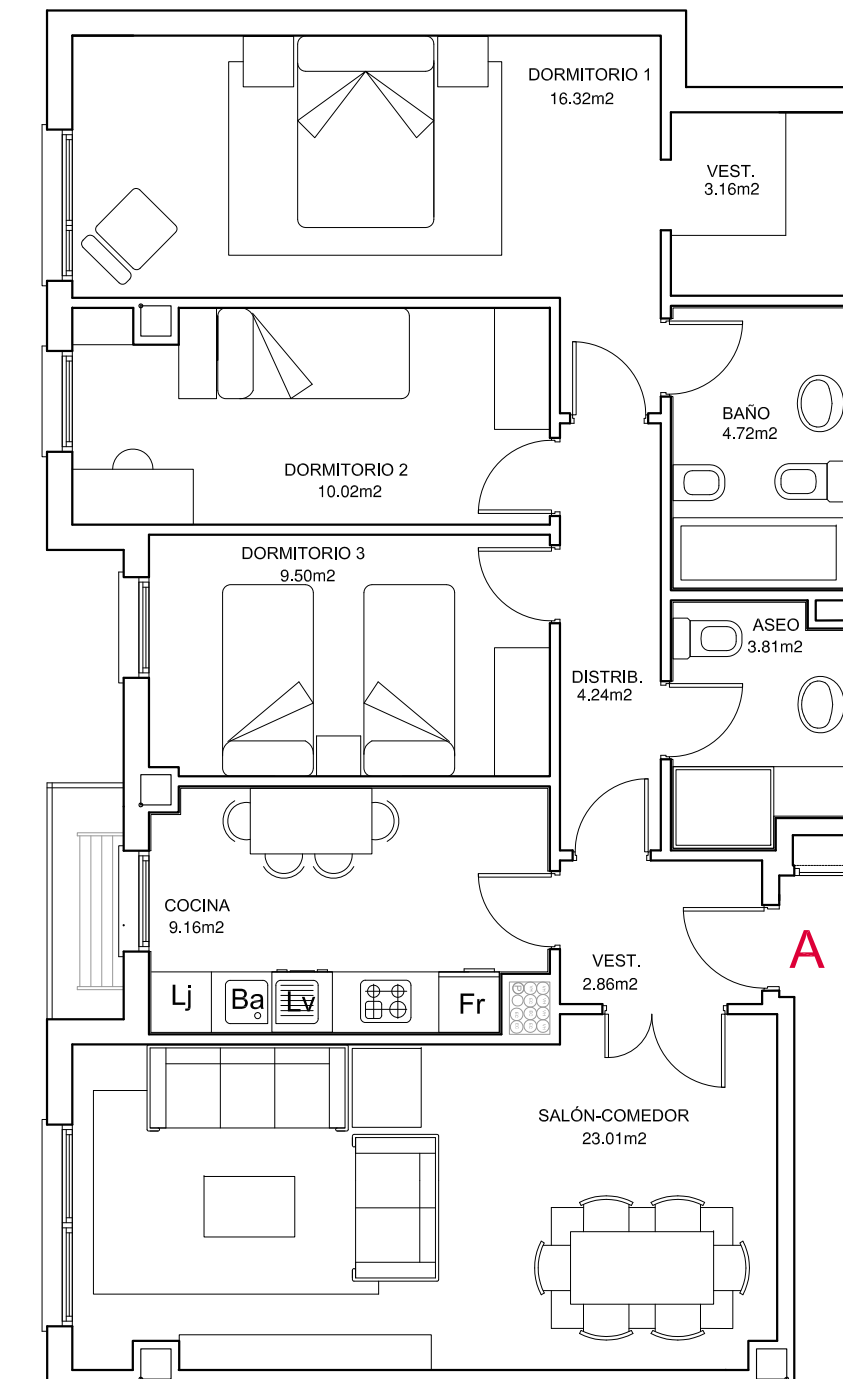 DORMITORIO 1
16.32m2
VEST.
3.16m2
BAÑO
4.72m2
DORMITORIO 2
10.02m2
DORMITORIO 3
9.50m2
ASEO
3.81m2
DISTRIB.
4.24m2
COCINA
9.16m2
A
VEST.
2.86m2
Lj
Ba
Lv
Fr
SALÓN-COMEDOR
23.01m2